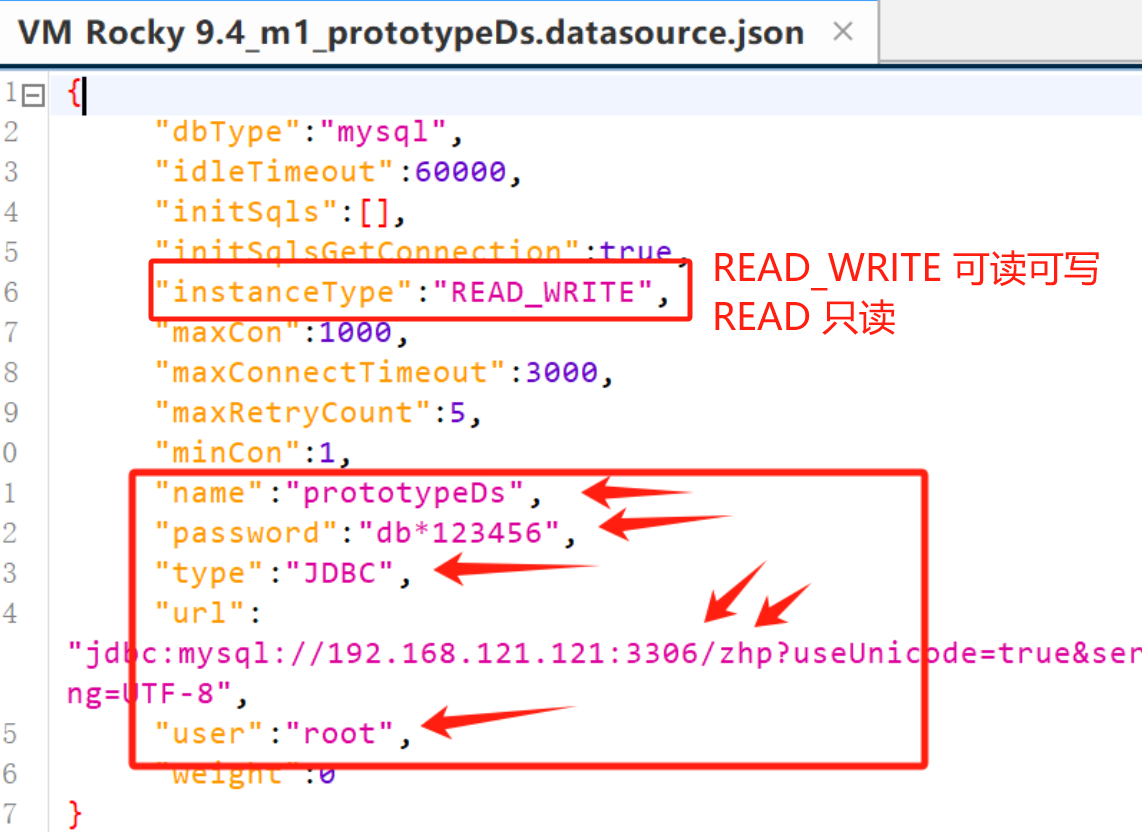 VM Rocky 9.4_m1_prototypeDs.datasource.json ×
1 {
2 "dbType":"mysql",
3 "idleTimeout":60000,
4 "initSqls":[],
5 "initSqlsGetConnection":true,
6 "instanceType":"READ_WRITE",
READ_WRITE 可读可写
READ 只读
7 "maxCon":1000,
8 "maxConnectTimeout":3000,
9 "maxRetryCount":5,
0 "minCon":1,
1 "name":"prototypeDs",
2 "password":"db*123456",
3 "type":"JDBC",
4 "url":
"jdbc:mysql://192.168.121.121:3306/zhp?useUnicode=true&ser
ng=UTF-8",
5 "user":"root",
6 "weight":0
7 }